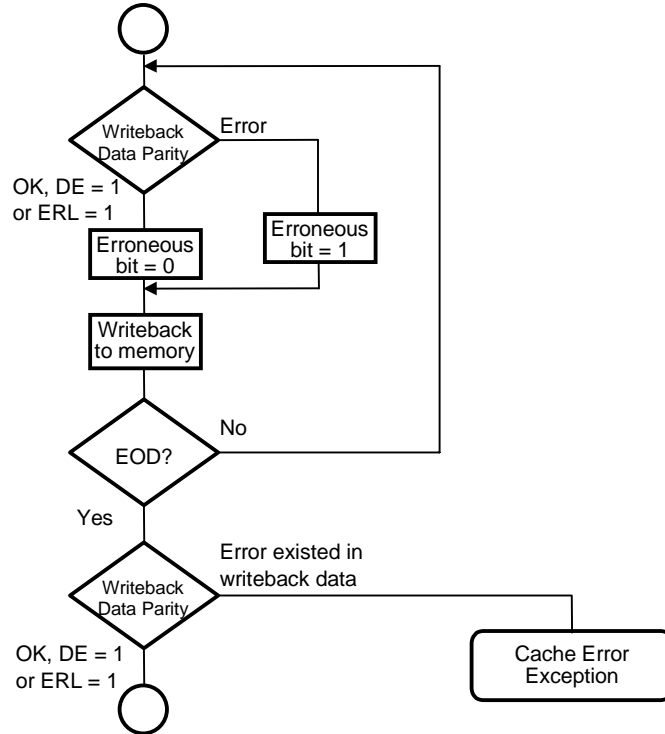 Writeback
Data Parity
Error
OK, DE = 1
or ERL = 1
Erroneous
bit = 0
Erroneous
bit = 1
Writeback
to memory
EOD?
No
Yes
Writeback
Data Parity
Error existed in
writeback data
OK, DE = 1
or ERL = 1
Cache Error
Exception